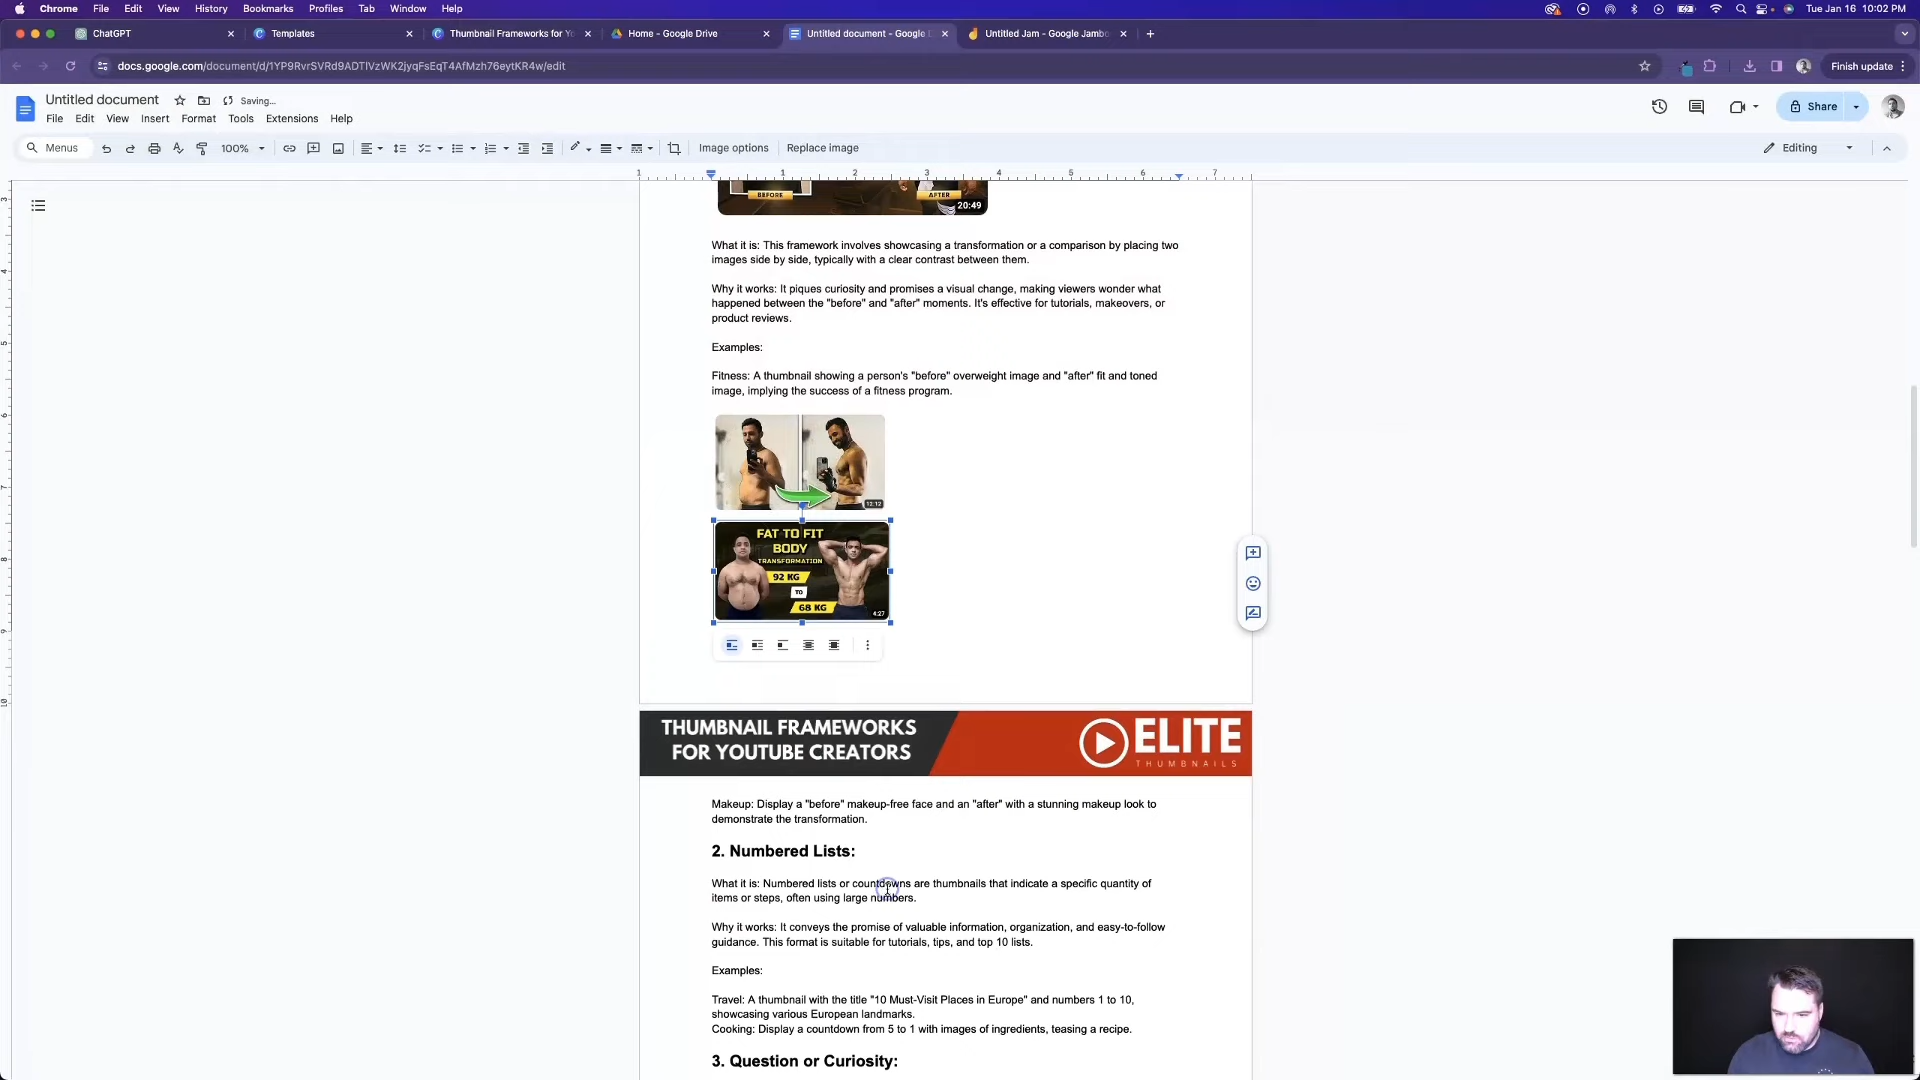 Chrome File Edit View History Bookmarks Profiles Tab Window Help
Tue Jan 16 10:02 PM
ChatGPT
Templates
Thumbnail Frameworks for Yo
Home - Google Drive
Untitled document - Google D
Untitled Jam - Google Jambo
docs.google.com/document/d/1YP9RvrSVRd9ADTIVzWK2jyqFsEqT4AfMzh76eytKR4w/edit
Finish update
Untitled document
Saving...
File Edit View Insert Format Tools Extensions Help
Share
Menus
100%
Image options
Replace image
Editing
1 1 2 3 4 5 6 7
BEFORE
AFTER
20:49
What it is: This framework involves showcasing a transformation or a comparison by placing two
images side by side, typically with a clear contrast between them.
Why it works: It piques curiosity and promises a visual change, making viewers wonder what
happened between the "before" and "after" moments. It's effective for tutorials, makeovers, or
product reviews.
Examples:
Fitness: A thumbnail showing a person's "before" overweight image and "after" fit and toned
image, implying the success of a fitness program.
12:12
FAT TO FIT
BODY
TRANSFORMATION
92 KG
TO
68 KG
4:27
THUMBNAIL FRAMEWORKS
FOR YOUTUBE CREATORS
ELITE
THUMBNAILS
Makeup: Display a "before" makeup-free face and an "after" with a stunning makeup look to
demonstrate the transformation.
2. Numbered Lists:
What it is: Numbered lists or countdowns are thumbnails that indicate a specific quantity of
items or steps, often using large numbers.
Why it works: It conveys the promise of valuable information, organization, and easy-to-follow
guidance. This format is suitable for tutorials, tips, and top 10 lists.
Examples:
Travel: A thumbnail with the title "10 Must-Visit Places in Europe" and numbers 1 to 10,
showcasing various European landmarks.
Cooking: Display a countdown from 5 to 1 with images of ingredients, teasing a recipe.
3. Question or Curiosity: